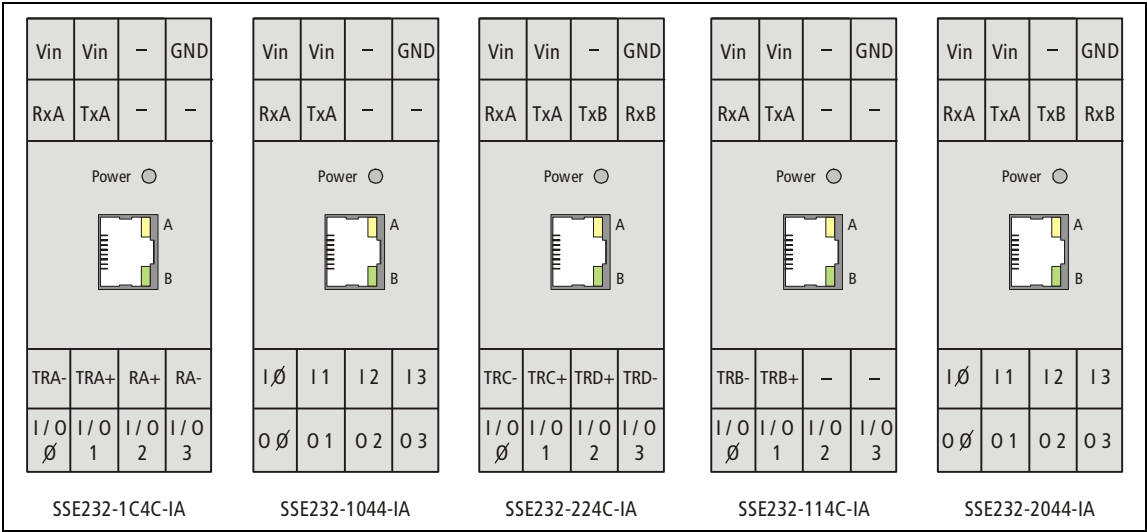 Vin Vin – GND
RxA TxA – –
Power
A
B
TRA- TRA+ RA+ RA-
I / O Ø I / O 1 I / O 2 I / O 3
SSE232-1C4C-IA
Vin Vin – GND
RxA TxA – –
Power
A
B
I Ø I 1 I 2 I 3
O Ø O 1 O 2 O 3
SSE232-1044-IA
Vin Vin – GND
RxA TxA TxB RxB
Power
A
B
TRC- TRC+ TRD+ TRD-
I / O Ø I / O 1 I / O 2 I / O 3
SSE232-224C-IA
Vin Vin – GND
RxA TxA – –
Power
A
B
TRB- TRB+ – –
I / O Ø I / O 1 I / O 2 I / O 3
SSE232-114C-IA
Vin Vin – GND
RxA TxA TxB RxB
Power
A
B
I Ø I 1 I 2 I 3
O Ø O 1 O 2 O 3
SSE232-2044-IA